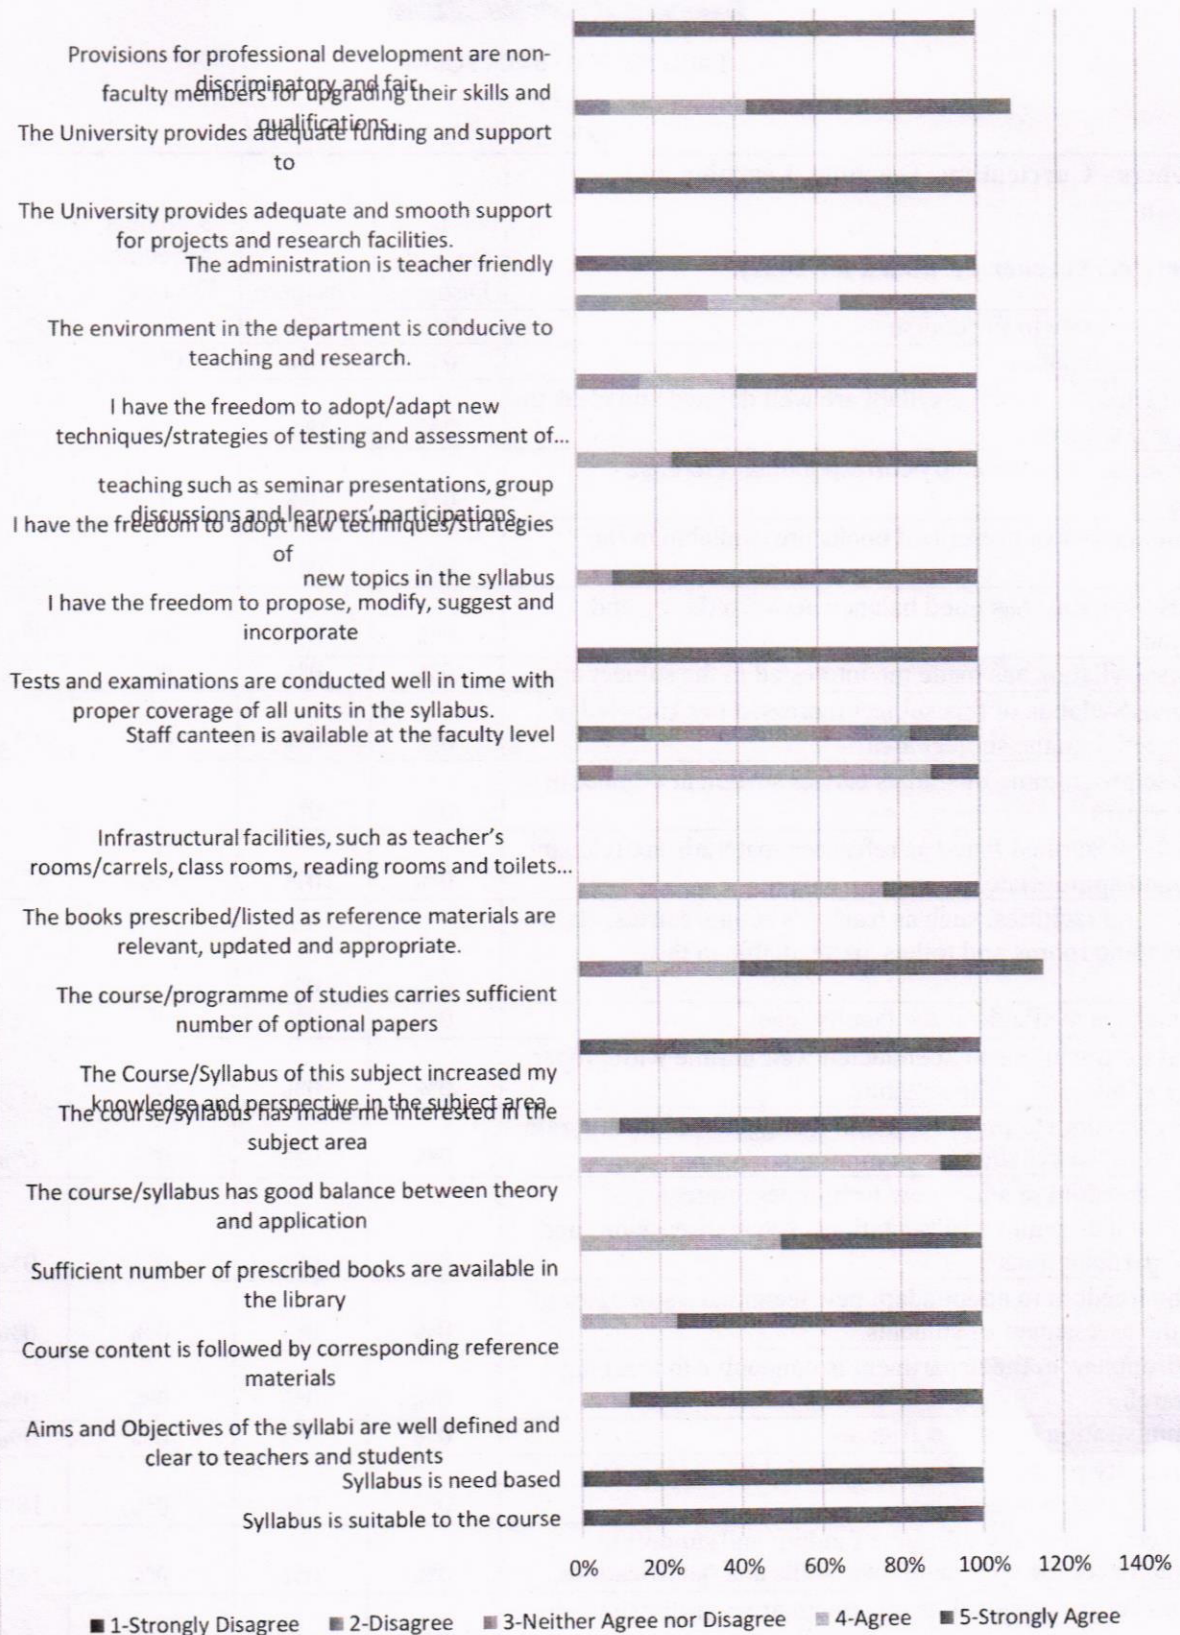 Provisions for professional development are non-
discriminatory and fair
faculty members for upgrading their skills and
qualifications
The University provides adequate funding and support
to
The University provides adequate and smooth support
for projects and research facilities.
The administration is teacher friendly
The environment in the department is conducive to
teaching and research.
I have the freedom to adopt/adapt new
techniques/strategies of testing and assessment of...
teaching such as seminar presentations, group
discussions and learners' participations
I have the freedom to adopt new techniques/strategies
of
new topics in the syllabus
I have the freedom to propose, modify, suggest and
incorporate
Tests and examinations are conducted well in time with
proper coverage of all units in the syllabus.
Staff canteen is available at the faculty level
Infrastructural facilities, such as teacher's
rooms/carrels, class rooms, reading rooms and toilets...
The books prescribed/listed as reference materials are
relevant, updated and appropriate.
The course/programme of studies carries sufficient
number of optional papers
The Course/Syllabus of this subject increased my
knowledge and perspective in the subject area
The course/syllabus has made me interested in the
subject area
The course/syllabus has good balance between theory
and application
Sufficient number of prescribed books are available in
the library
Course content is followed by corresponding reference
materials
Aims and Objectives of the syllabi are well defined and
clear to teachers and students
Syllabus is need based
Syllabus is suitable to the course
0% 20% 40% 60% 80% 100% 120% 140%
1-Strongly Disagree 2-Disagree 3-Neither Agree nor Disagree 4-Agree 5-Strongly Agree